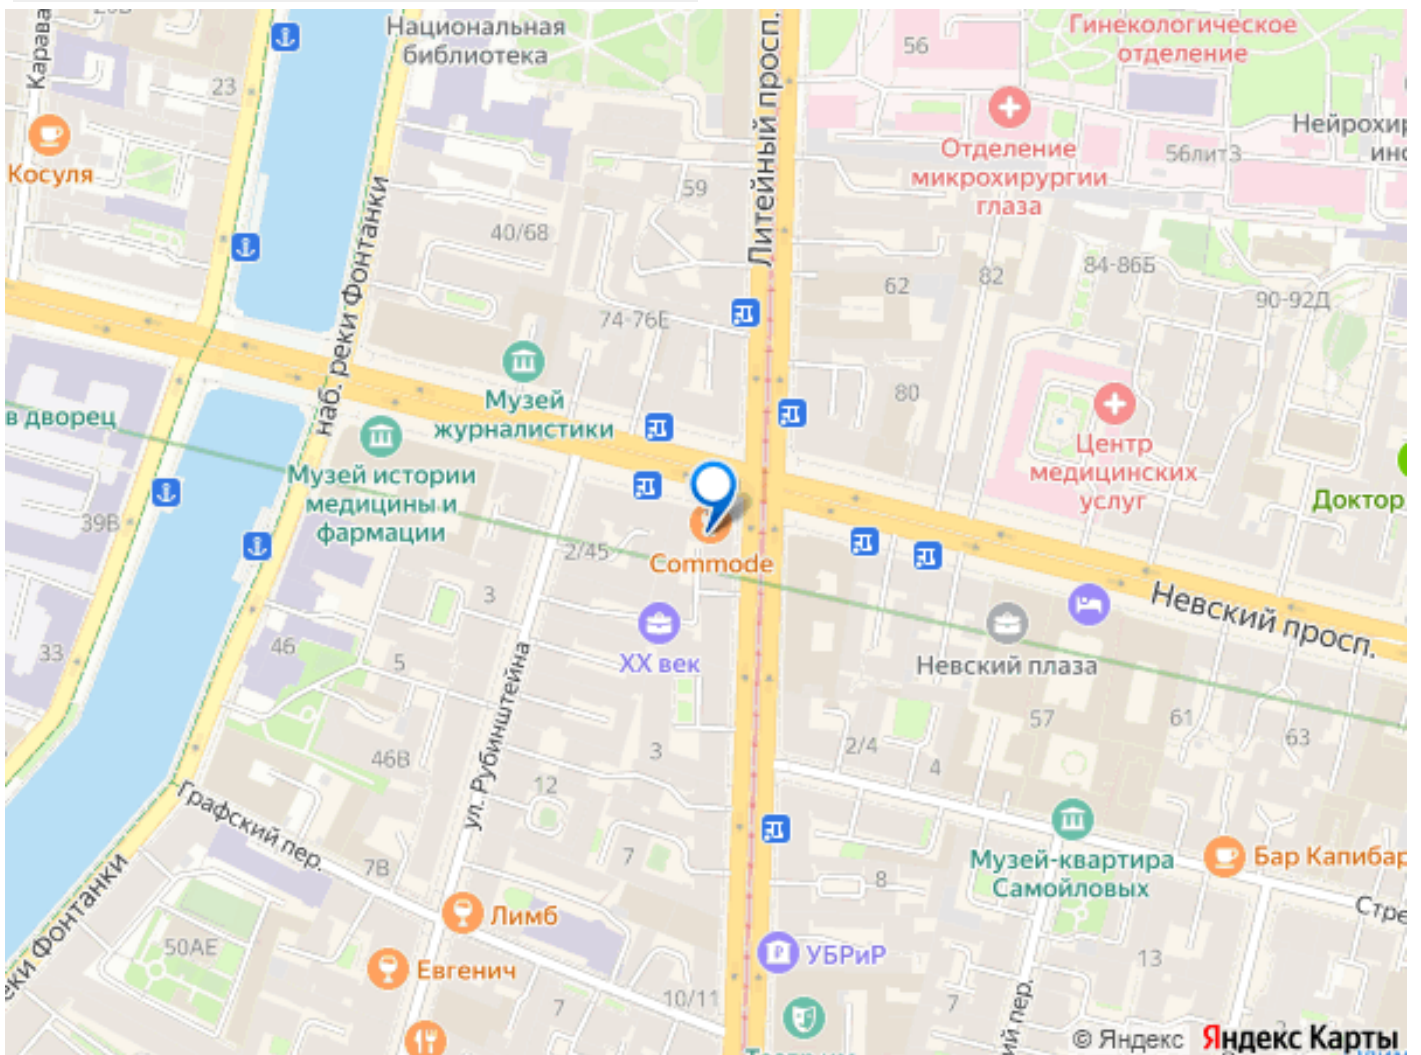 Национальная
библиотека
Гинекологическое
отделение
56
Карава
23
Литейный просп.
Косуля
Отделение
микрохирургии
глаза
Нейрохир
инс
56лит3
59
наб. реки Фонтанки
40/68
62
82
84-86Б
90-92Д
74-76Е
80
Музей
журналистики
в дворец
Музей истории
медицины и
фармации
Центр
медицинских
услуг
Доктор
39В
2/45
Commode
3
Невский просп.
33
46
5
ул. Рубинштейна
XX век
Невский плаза
57
61
63
46В
3
2/4
4
12
Графский пер.
7В
7
8
Музей-квартира
Самойловых
Бар Капибар
Стре
ки Фонтанки
Лимб
50АЕ
Евгенич
УБРиР
13
7
10/11
7
ий пер.
© Яндекс Яндекс Карты